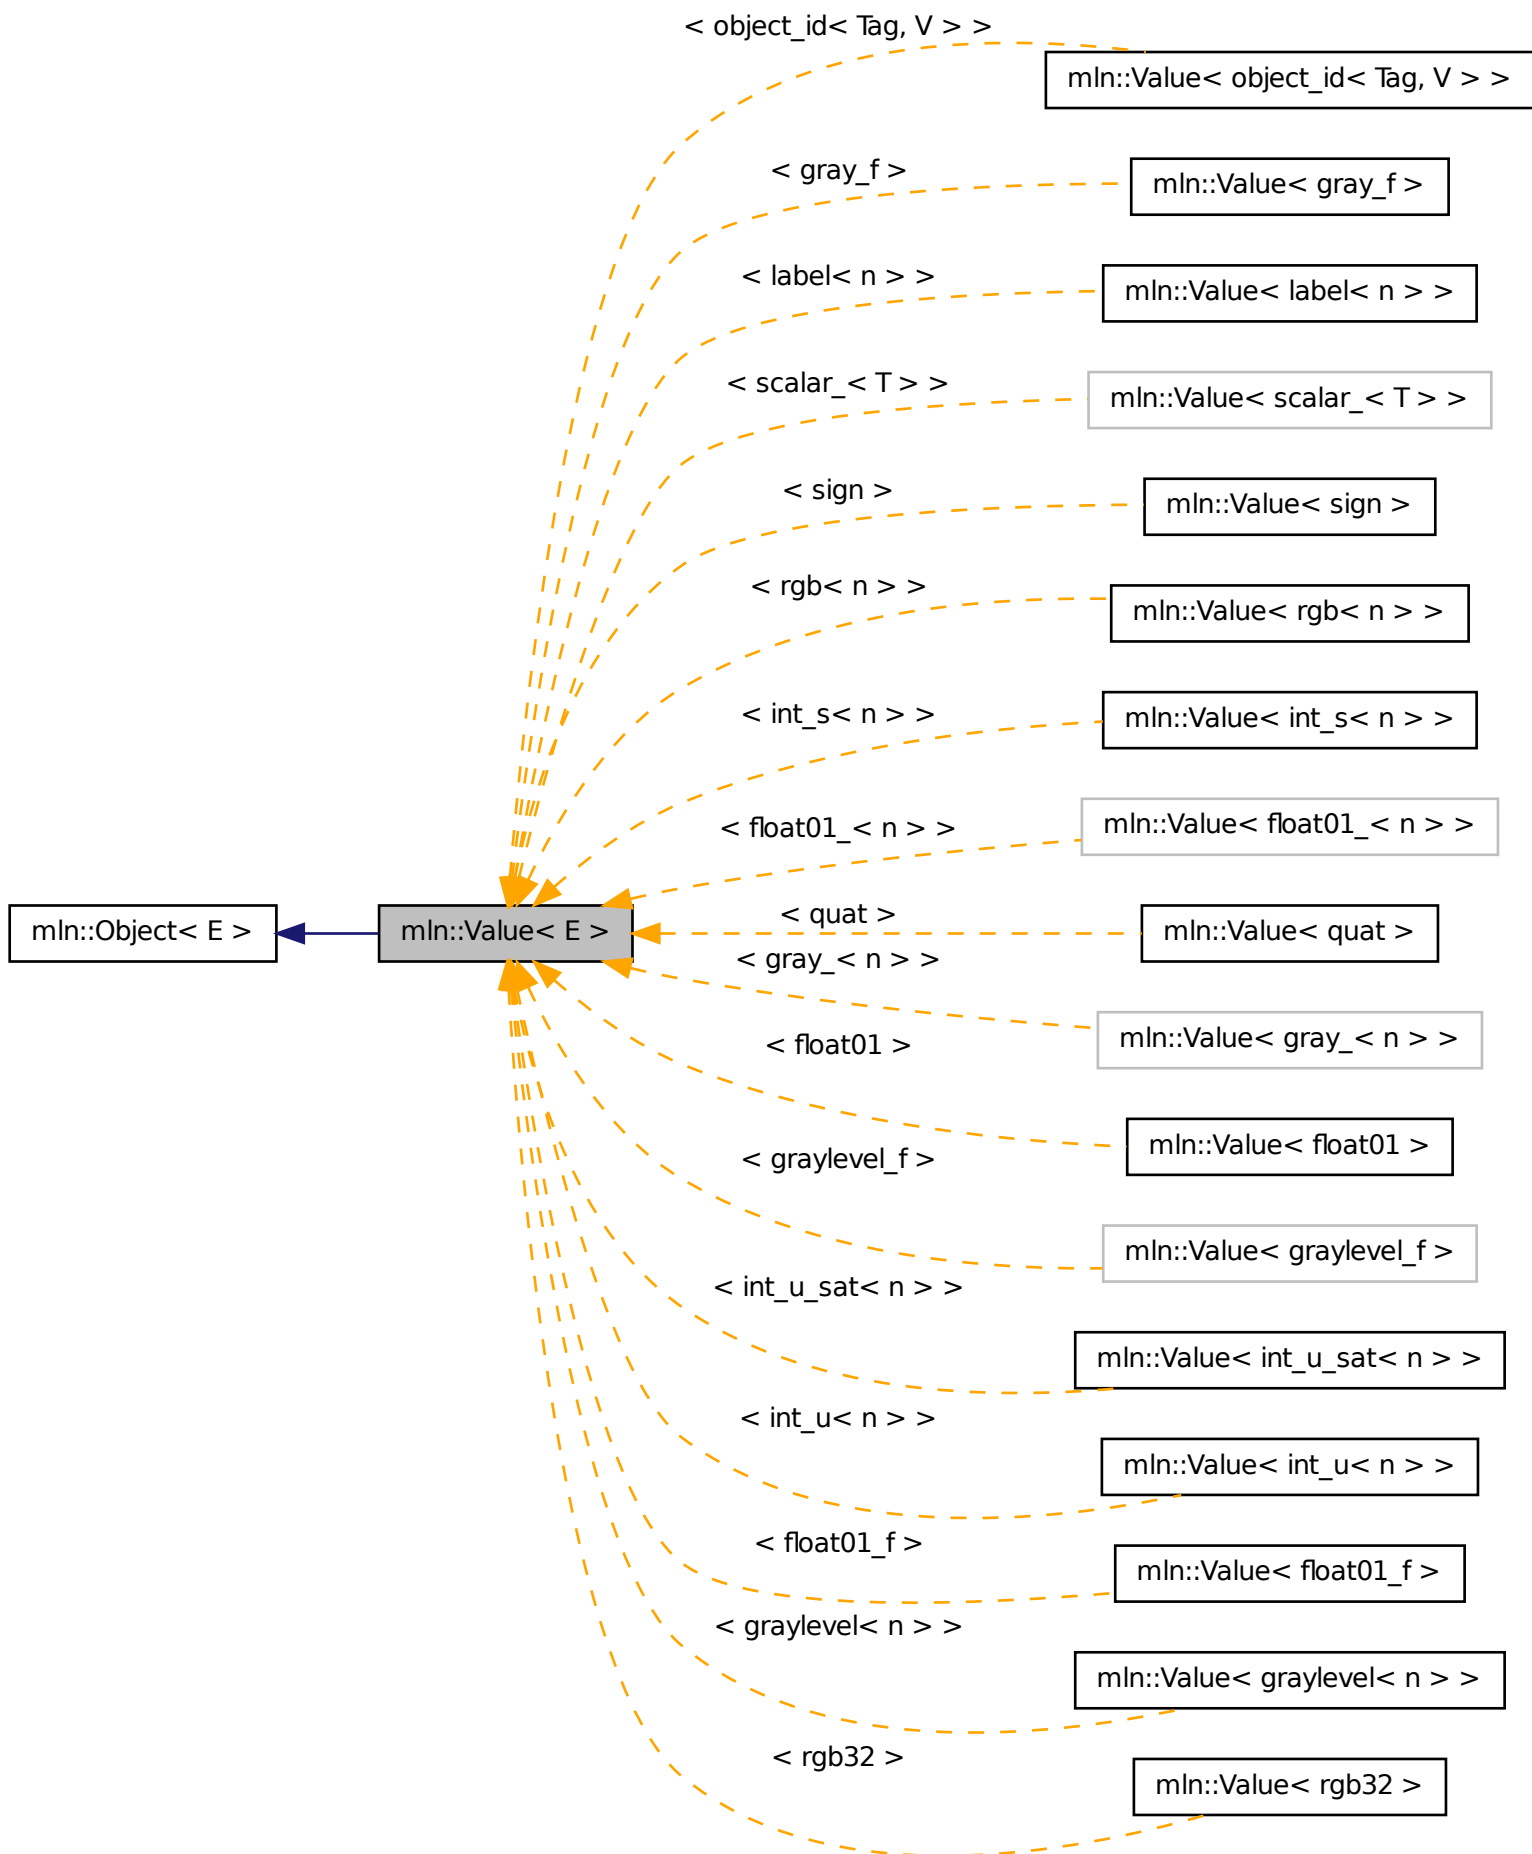 < object_id< Tag, V > >
mln::Value< object_id< Tag, V > >
< gray_f >
mln::Value< gray_f >
< label< n > >
mln::Value< label< n > >
< scalar_< T > >
mln::Value< scalar_< T > >
< sign >
mln::Value< sign >
< rgb< n > >
mln::Value< rgb< n > >
< int_s< n > >
mln::Value< int_s< n > >
< float01_< n > >
mln::Value< float01_< n > >
mln::Object< E >
mln::Value< E >
< quat >
mln::Value< quat >
< gray_< n > >
mln::Value< gray_< n > >
< float01 >
mln::Value< float01 >
< graylevel_f >
mln::Value< graylevel_f >
< int_u_sat< n > >
mln::Value< int_u_sat< n > >
< int_u< n > >
mln::Value< int_u< n > >
< float01_f >
mln::Value< float01_f >
< graylevel< n > >
mln::Value< graylevel< n > >
< rgb32 >
mln::Value< rgb32 >